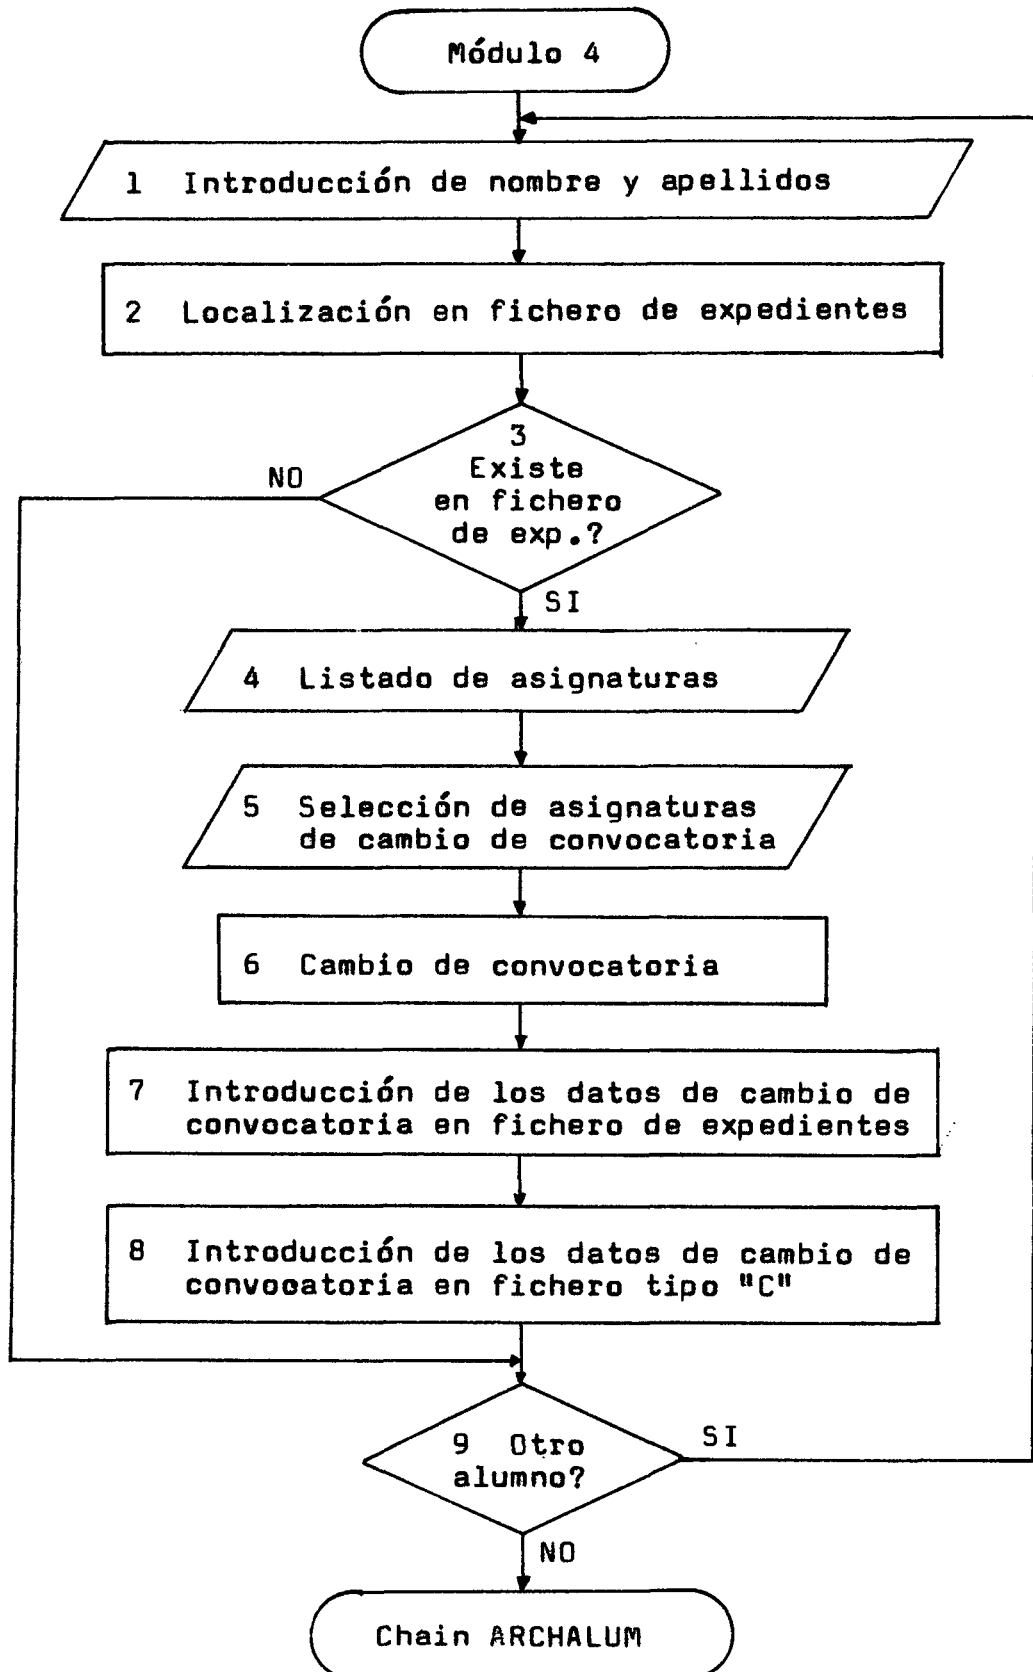 Módulo 4
1 Introducción de nombre y apellidos
2 Localización en fichero de expedientes
3
Existe
en fichero
de exp.?
NO
SI
4 Listado de asignaturas
5 Selección de asignaturas
de cambio de convocatoria
6 Cambio de convocatoria
7 Introducción de los datos de cambio de
convocatoria en fichero de expedientes
8 Introducción de los datos de cambio de
convocatoria en fichero tipo "C"
9 Otro
alumno?
SI
NO
Chain ARCHALUM